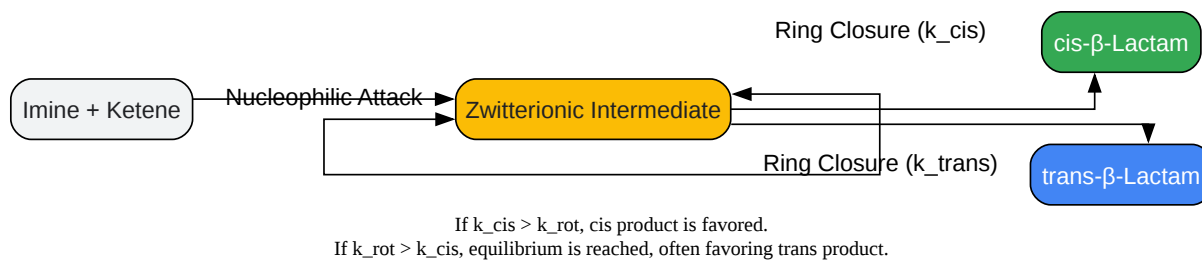 Ring Closure (k_cis)
cis-β-Lactam
Imine + Ketene
Nucleophilic Attack
Zwitterionic Intermediate
Ring Closure (k_trans)
trans-β-Lactam
If k_cis > k_rot, cis product is favored.
If k_rot > k_cis, equilibrium is reached, often favoring trans product.